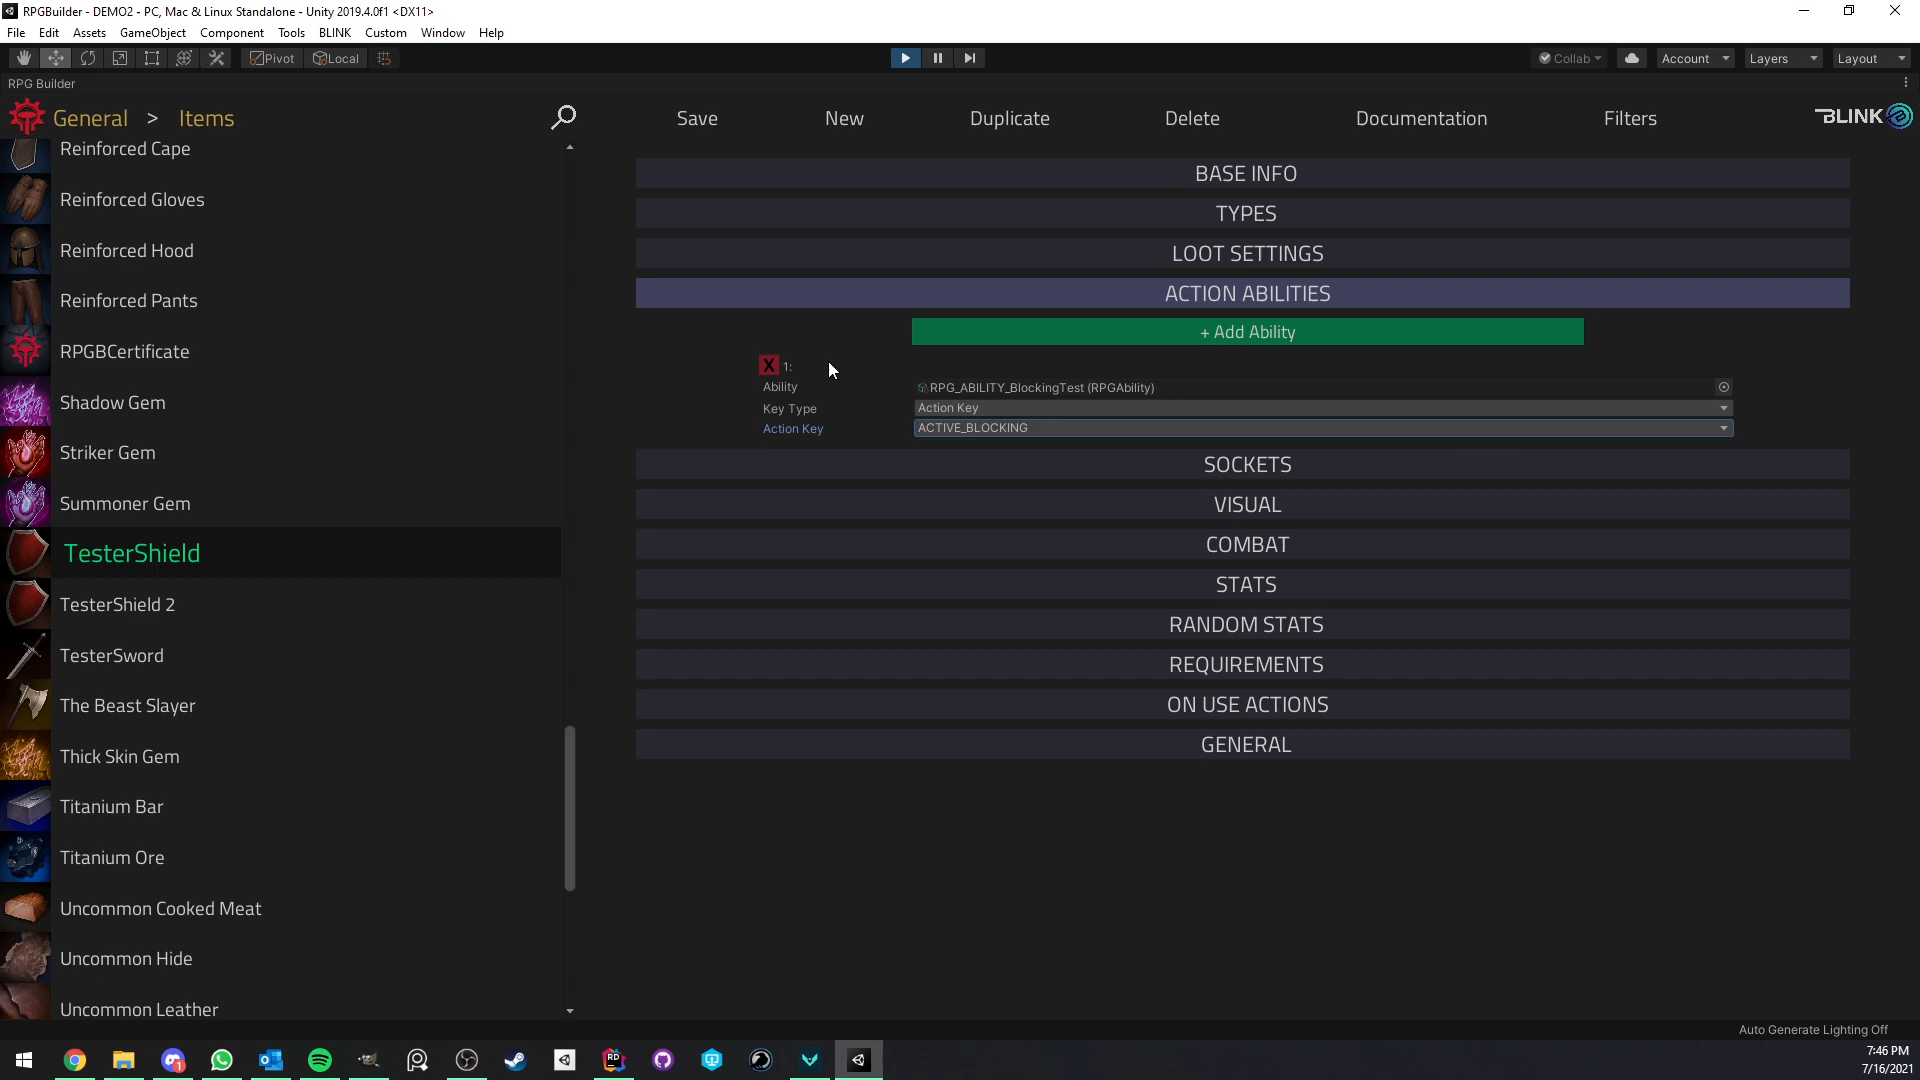 RPGBuilder - DEMO2 - PC, Mac & Linux Standalone - Unity 2019.4.0f1 <DX11>
File Edit Assets GameObject Component Tools BLINK Custom Window Help
Pivot Local Collab Account Layers Layout
RPG Builder
General > Items
Save New Duplicate Delete Documentation Filters BLINK
Reinforced Cape
Reinforced Gloves
Reinforced Hood
Reinforced Pants
RPGBCertificate
Shadow Gem
Striker Gem
Summoner Gem
TesterShield
TesterShield 2
TesterSword
The Beast Slayer
Thick Skin Gem
Titanium Bar
Titanium Ore
Uncommon Cooked Meat
Uncommon Hide
Uncommon Leather
BASE INFO
TYPES
LOOT SETTINGS
ACTION ABILITIES
+ Add Ability
X 1:
Ability RPG_ABILITY_BlockingTest (RPGAbility)
Key Type Action Key
Action Key ACTIVE_BLOCKING
SOCKETS
VISUAL
COMBAT
STATS
RANDOM STATS
REQUIREMENTS
ON USE ACTIONS
GENERAL
Auto Generate Lighting Off
RD
1
7:46 PM
7/16/2021